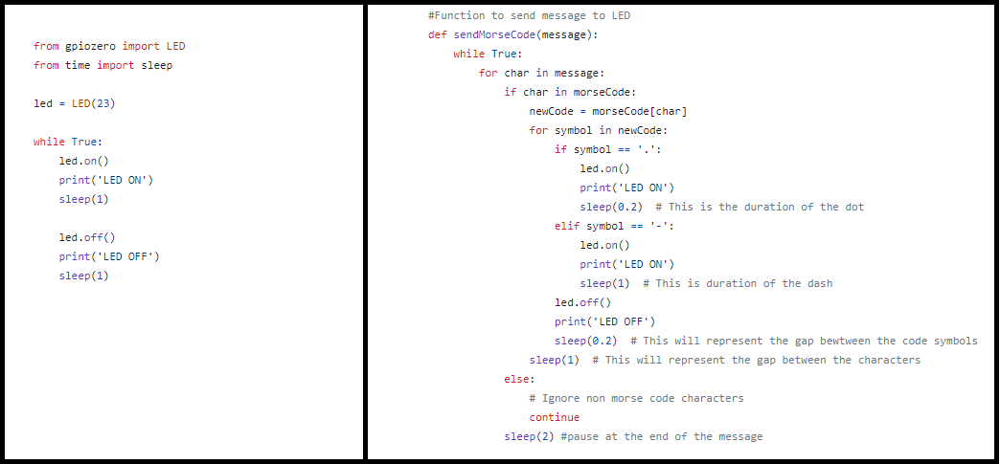 from gpiozero import LED
from time import sleep
led = LED(23)
while True:
led.on()
print('LED ON')
sleep(1)
led.off()
print('LED OFF')
sleep(1)
#Function to send message to LED
def sendMorseCode(message):
while True:
for char in message:
if char in morseCode:
newCode = morseCode[char]
for symbol in newCode:
if symbol == '.':
led.on()
print('LED ON')
sleep(0.2)  # This is the duration of the dot
elif symbol == '-':
led.on()
print('LED ON')
sleep(1)  # This is duration of the dash
led.off()
print('LED OFF')
sleep(0.2)  # This will represent the gap bewtween the code symbols
sleep(1)  # This will represent the gap between the characters
else:
# Ignore non morse code characters
continue
sleep(2) #pause at the end of the message